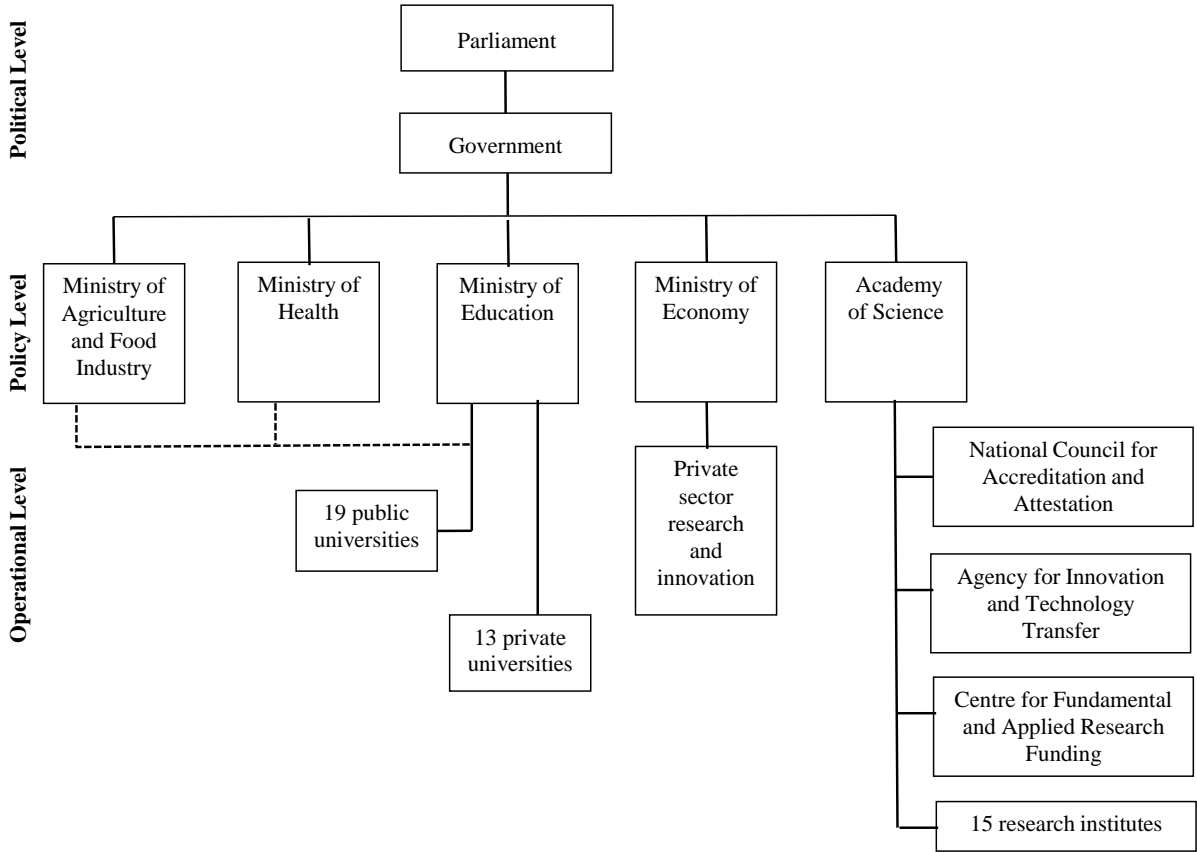 Political Level
Parliament
Government
Policy Level
Ministry of
Agriculture
and Food
Industry
Ministry of
Health
Ministry of
Education
Ministry of
Economy
Academy
of Science
Operational Level
19 public
universities
13 private
universities
Private
sector
research
and
innovation
National Council for
Accreditation and
Attestation
Agency for Innovation
and Technology
Transfer
Centre for Fundamental
and Applied Research
Funding
15 research institutes